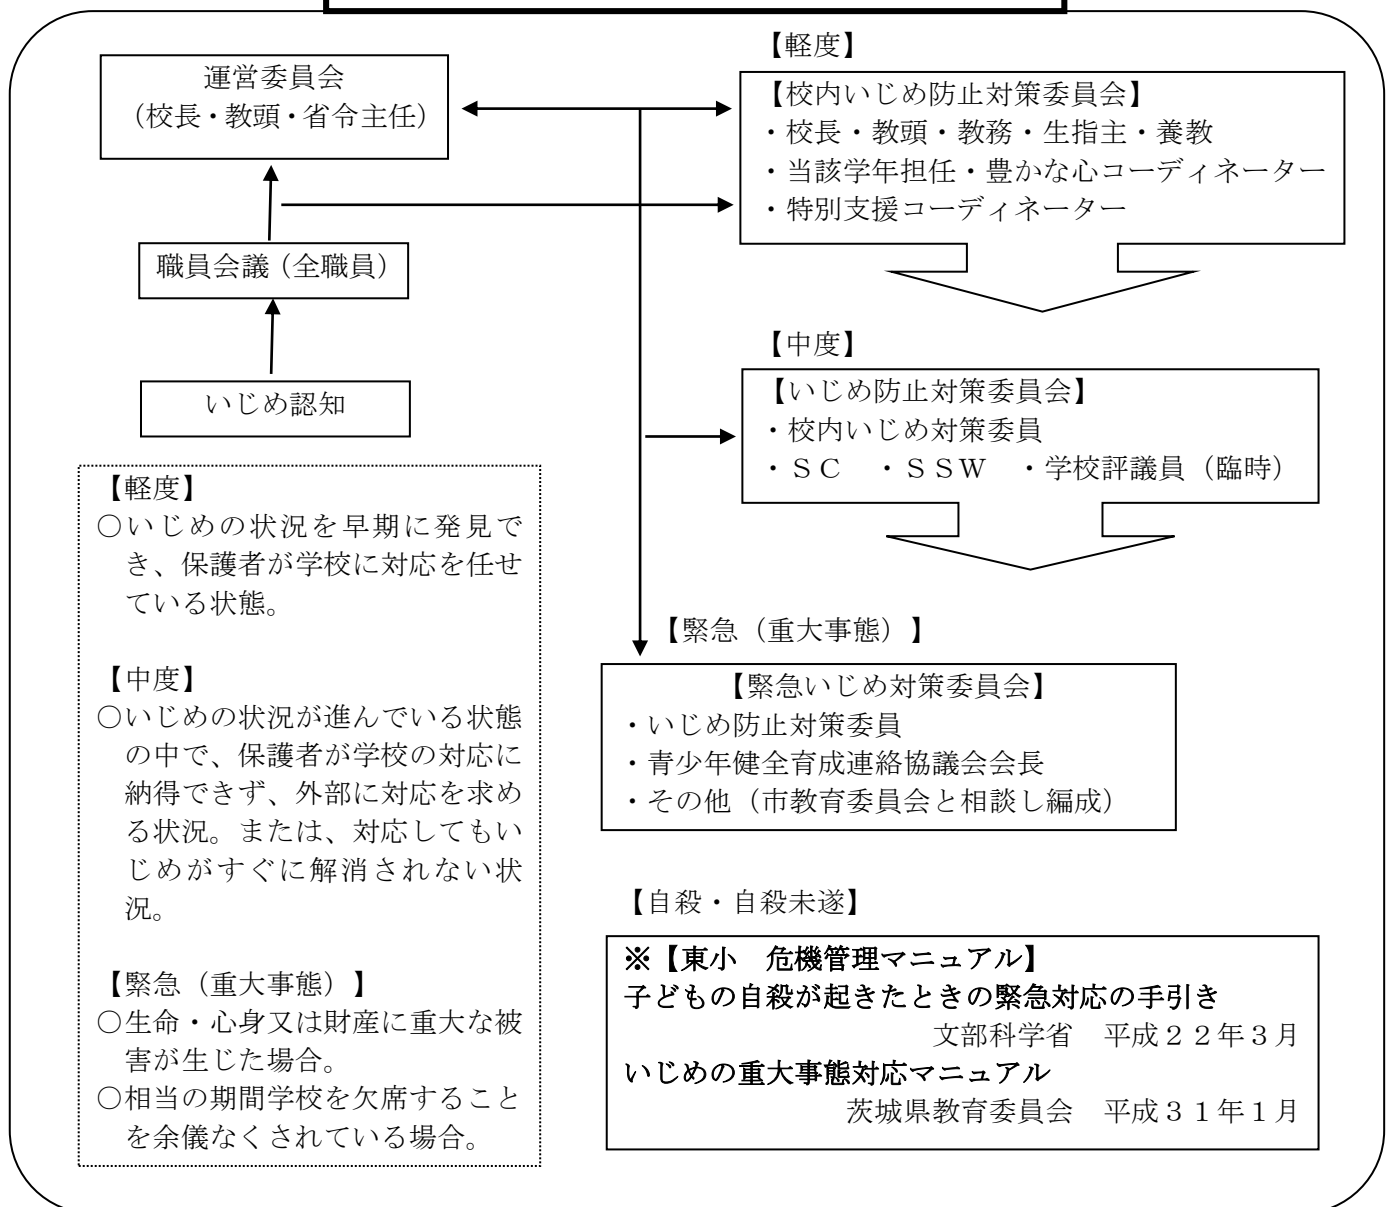 運営委員会
（校長・教頭・省令主任）
職員会議（全職員）
いじめ認知
【軽度】
【校内いじめ防止対策委員会】
・校長・教頭・教務・生指主・養教
・当該学年担任・豊かな心コーディネーター
・特別支援コーディネーター
【中度】
【いじめ防止対策委員会】
・校内いじめ対策委員
・ＳＣ　・ＳＳＷ　・学校評議員（臨時）
【緊急（重大事態）】
【緊急いじめ対策委員会】
・いじめ防止対策委員
・青少年健全育成連絡協議会会長
・その他（市教育委員会と相談し編成）
【軽度】
○いじめの状況を早期に発見で
き、保護者が学校に対応を任せ
ている状態。
【中度】
○いじめの状況が進んでいる状態
の中で、保護者が学校の対応に
納得できず、外部に対応を求め
る状況。または、対応してもい
じめがすぐに解消されない状
況。
【緊急（重大事態）】
○生命・心身又は財産に重大な被
害が生じた場合。
○相当の期間学校を欠席すること
を余儀なくされている場合。
【自殺・自殺未遂】
※【東小　危機管理マニュアル】
子どもの自殺が起きたときの緊急対応の手引き
文部科学省　平成２２年３月
いじめの重大事態対応マニュアル
茨城県教育委員会　平成３１年１月